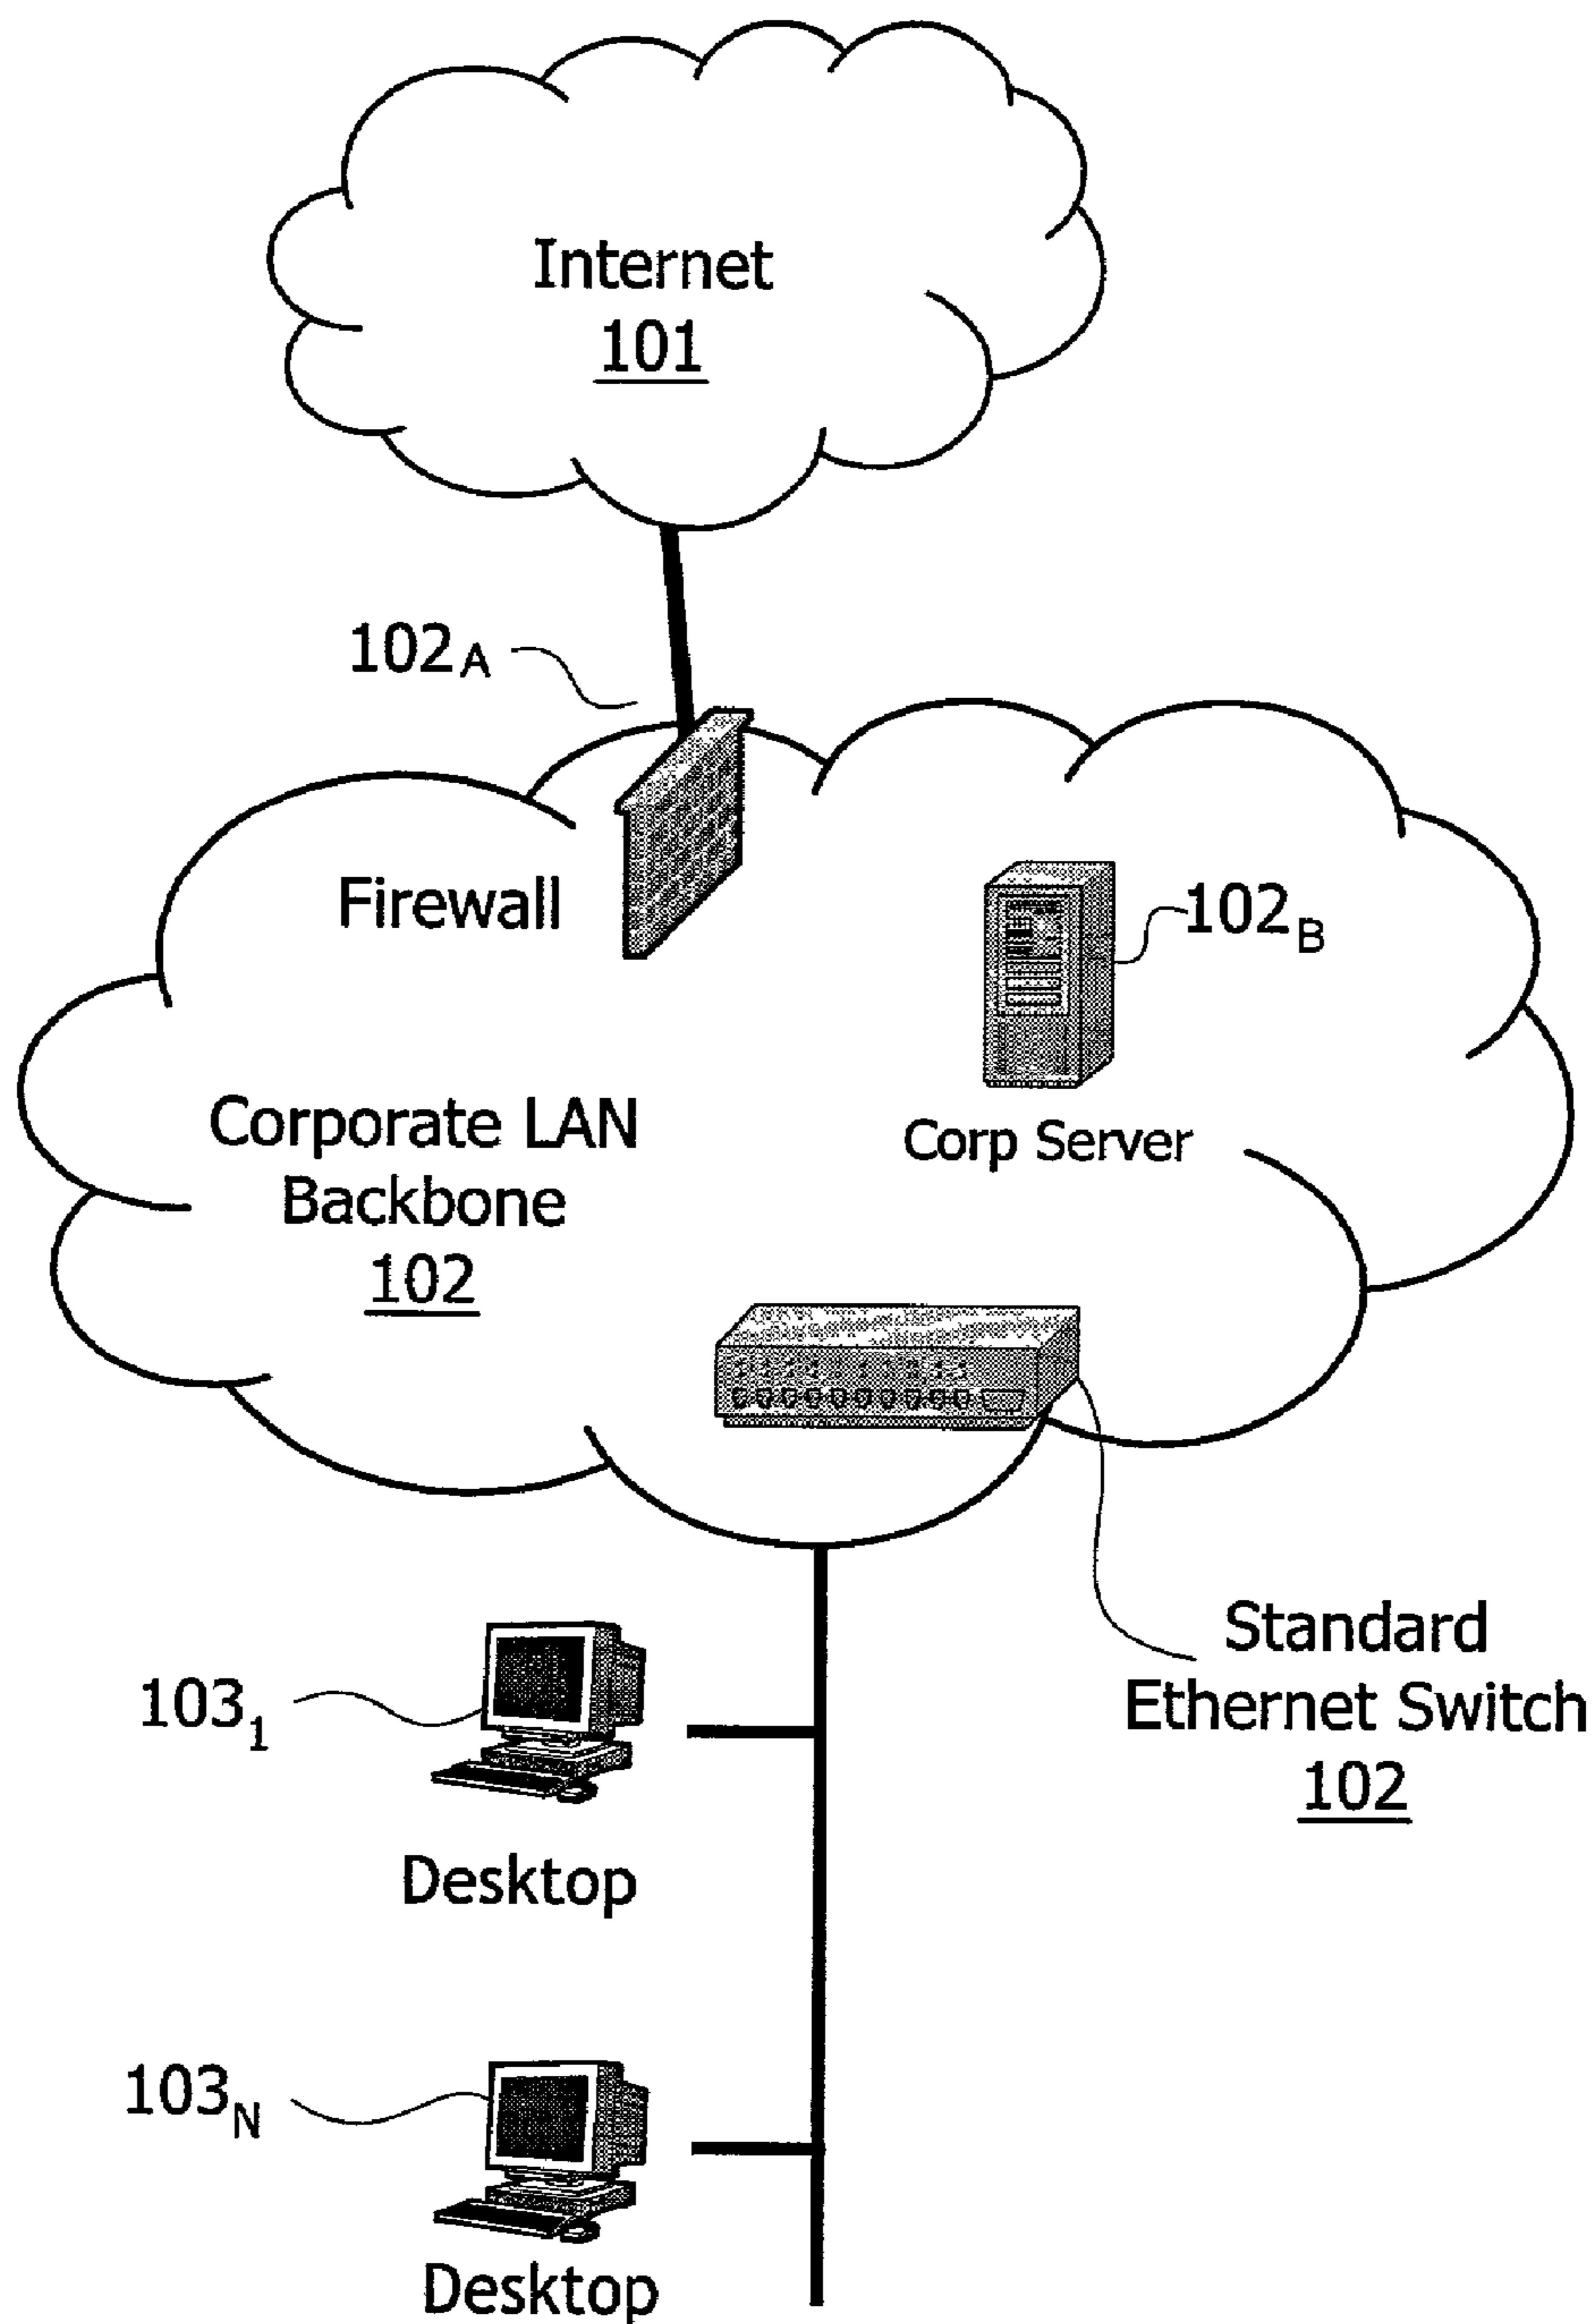 Internet
101
102A
Firewall
102B
Corporate LAN
Backbone
102
Corp Server
Standard
Ethernet Switch
102
1031
Desktop
103N
Desktop